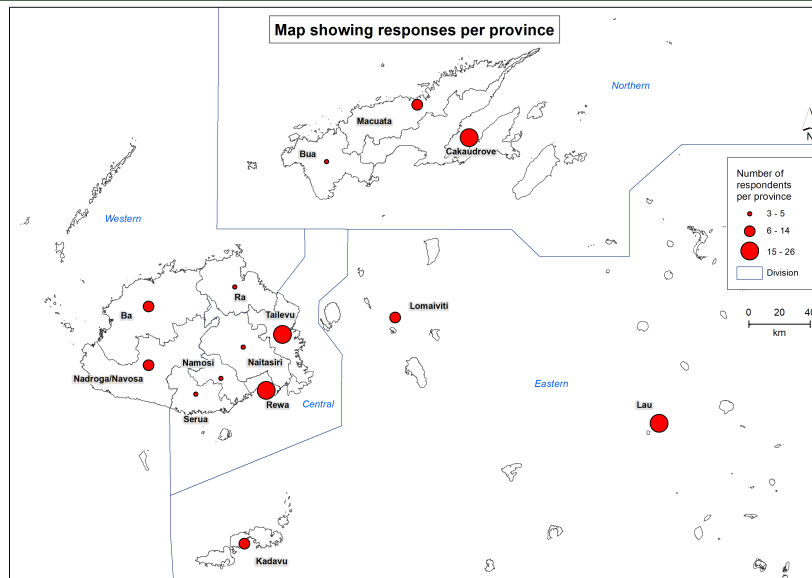 Map showing responses per province
Northern
Macuata
Cakaudrove
Bua
N
Number of
respondents
per province
3 - 5
6 - 14
15 - 26
Division
0 20
km
Western
Ra
Ba
Tailevu
Lomaiviti
Namosi
Naitasiri
Nadroga/Navosa
Eastern
Rewa
Central
Lau
Serua
Kadavu